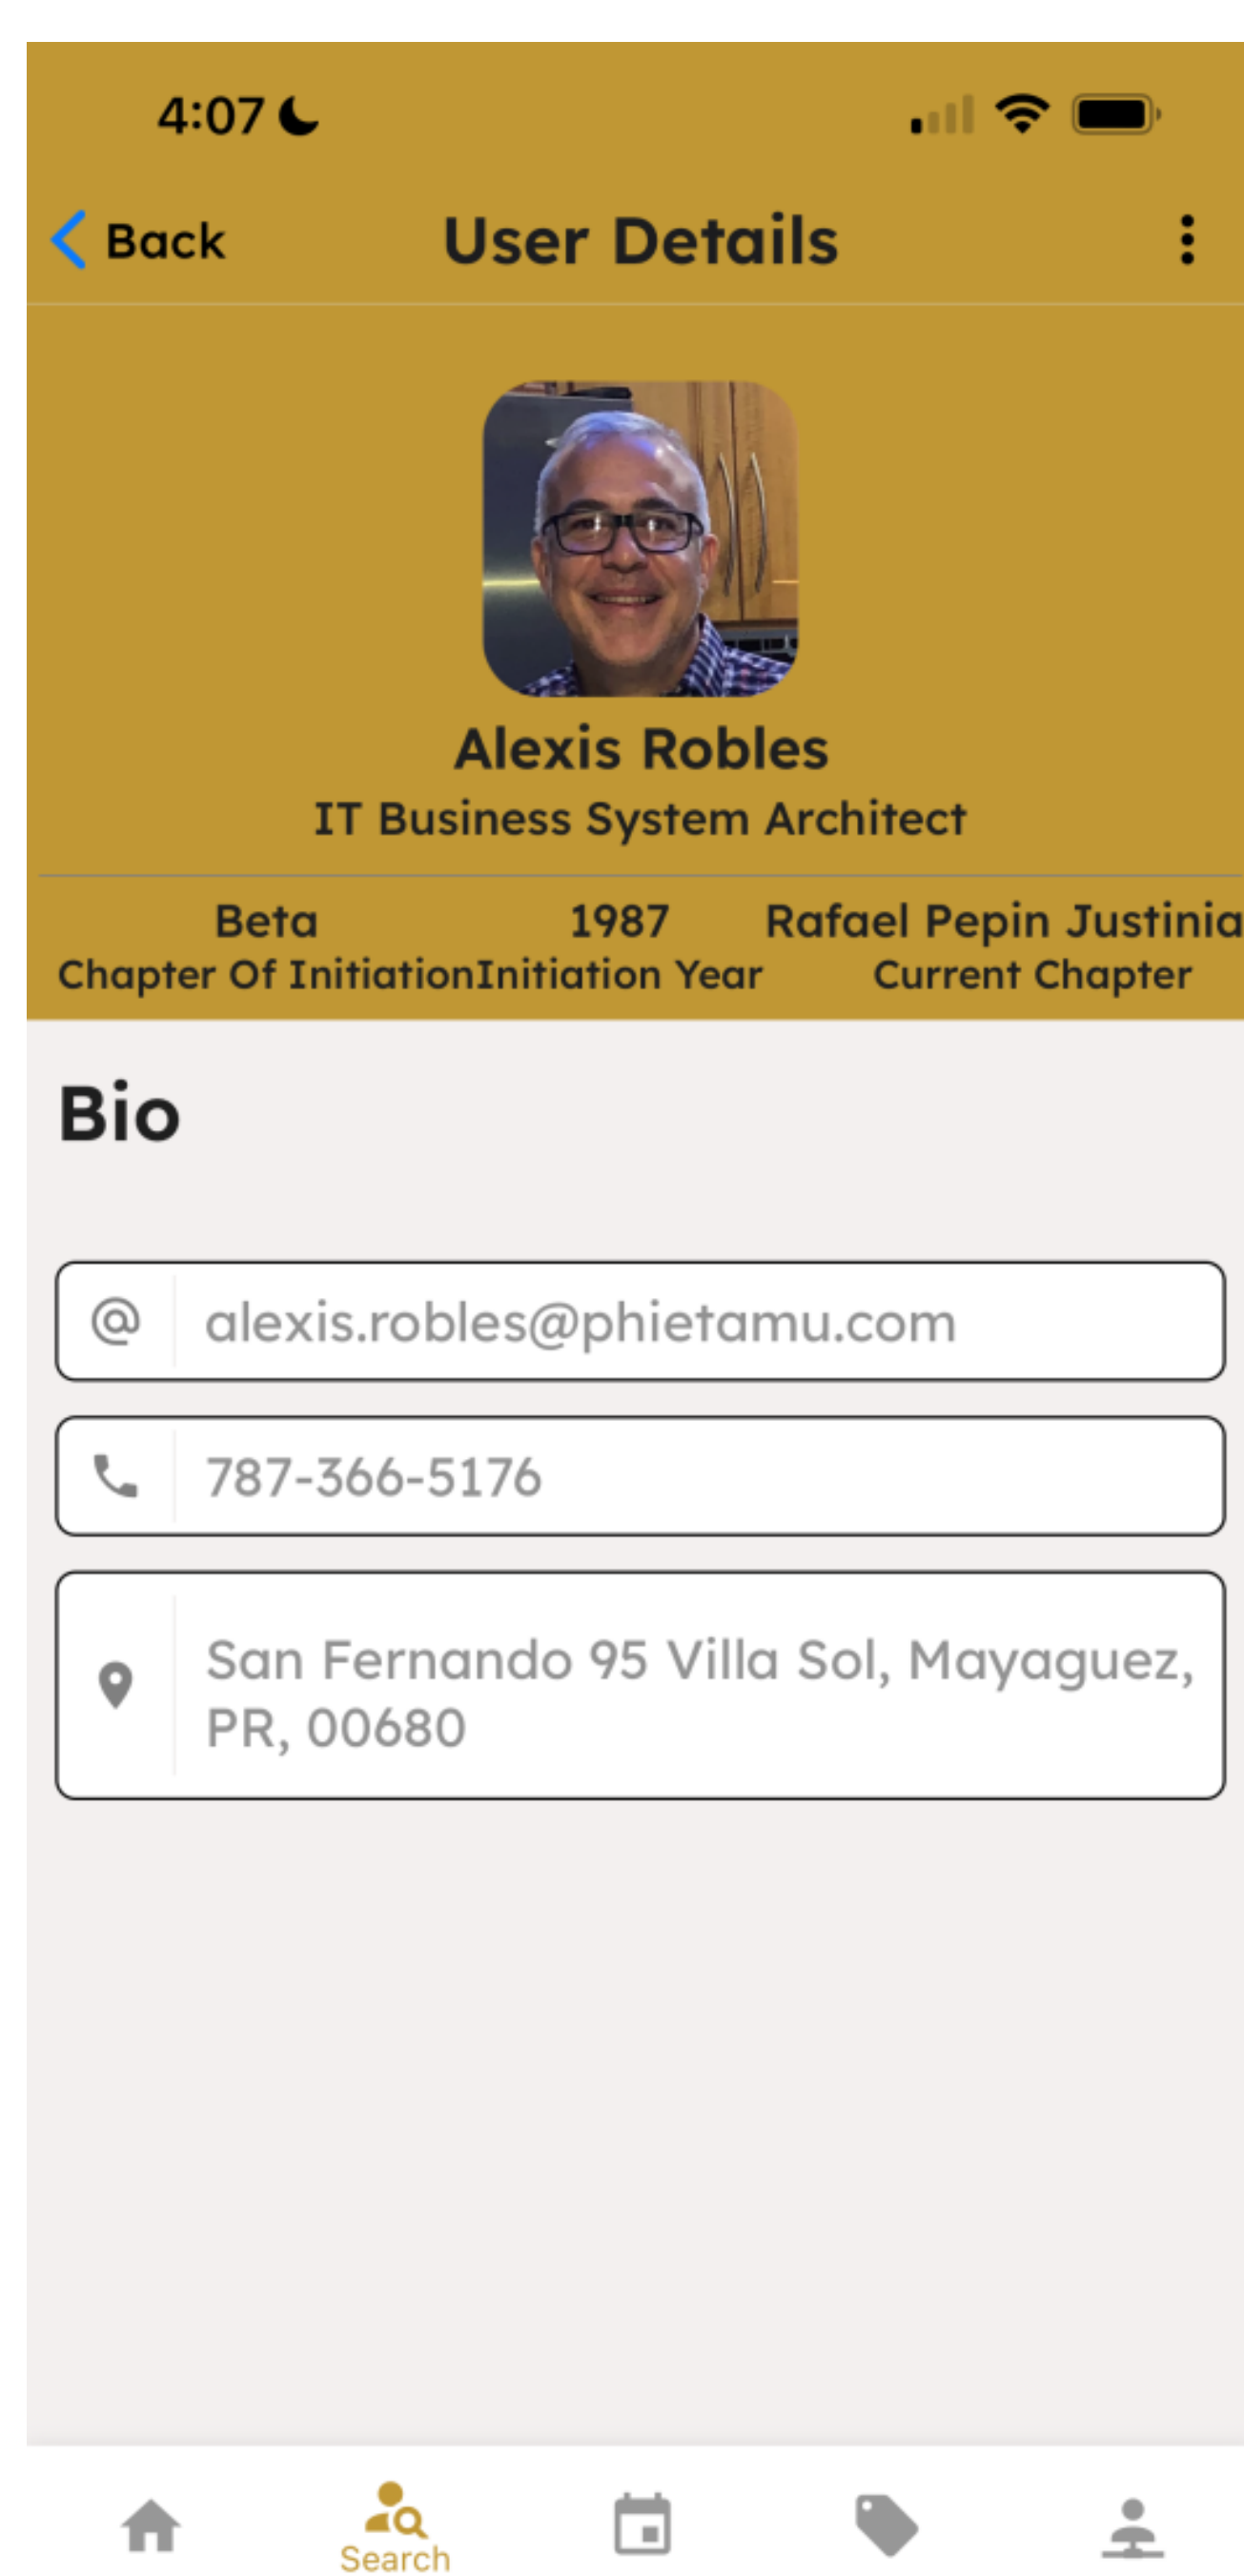 4:07
Back
User Details
Alexis Robles
IT Business System Architect
Beta
1987
Rafael Pepin Justinia
Chapter Of Initiation
Initiation Year
Current Chapter
Bio
alexis.robles@phietamu.com
787-366-5176
San Fernando 95 Villa Sol, Mayaguez,
PR, 00680
Search